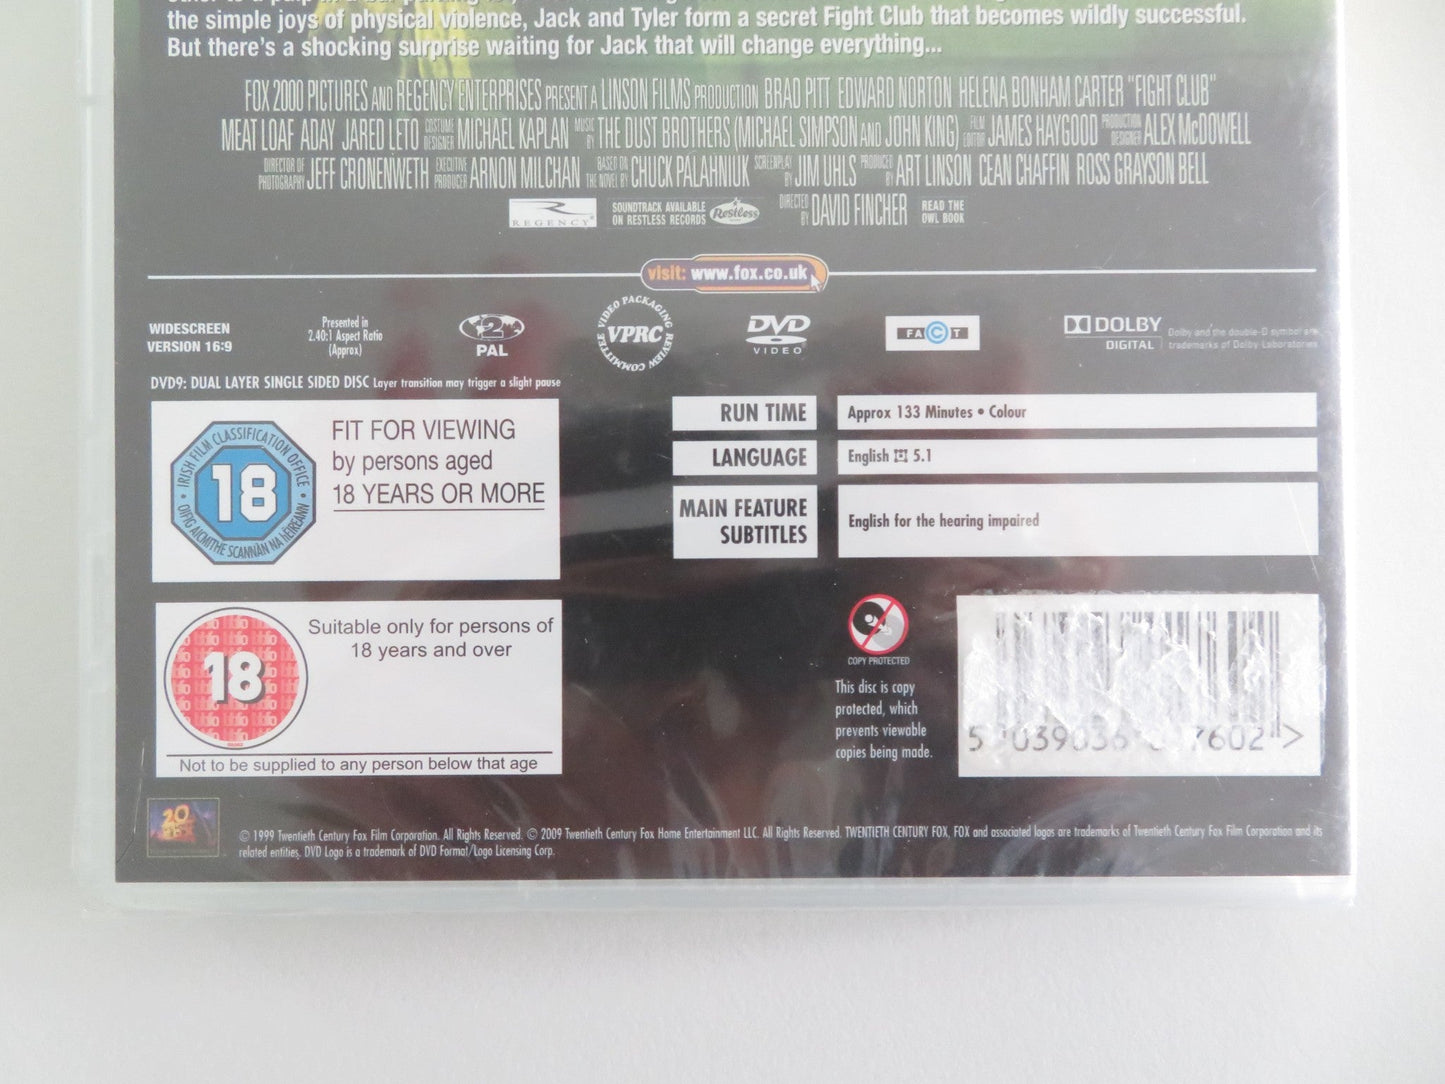 the simple joys of physical violence, Jack and Tyler form a secret Fight Club that becomes wildly successful.
But there's a shocking surprise waiting for Jack that will change everything...
FOX 2000 PICTURES AND REGENCY ENTERPRISES PRESENT A LINSON FILMS PRODUCTION BRAD PITT EDWARD NORTON HELENA BONHAM CARTER "FIGHT CLUB"
MEAT LOAF ADAY JARED LETO COSTUME DESIGNER MICHAEL KAPLAN MUSIC BY THE DUST BROTHERS (MICHAEL SIMPSON AND JOHN KING) FILM EDITOR JAMES HAYGOOD PRODUCTION DESIGNER ALEX McDOWELL
DIRECTOR OF PHOTOGRAPHY JEFF CRONENWETH EXECUTIVE PRODUCER ARNON MILCHAN BASED ON THE NOVEL BY CHUCK PALAHNIUK SCREENPLAY BY JIM UHLS PRODUCED BY ART LINSON CEAN CHAFFIN ROSS GRAYSON BELL
REGENCY
SOUNDTRACK AVAILABLE
ON RESTLESS RECORDS
Restless
DIRECTED BY DAVID FINCHER
READ THE
OWL BOOK
visit: www.fox.co.uk
WIDESCREEN
VERSION 16:9
Presented in
2.40:1 Aspect Ratio
(Approx)
2
PAL
VIDEO PACKAGING REVIEW COMMITTEE
VPRC
DVD
VIDEO
FACT
DOLBY
DIGITAL
Dolby and the double-D symbol are
trademarks of Dolby Laboratories
DVD9: DUAL LAYER SINGLE SIDED DISC Layer transition may trigger a slight pause
IRISH FILM CLASSIFICATION OFFICE
18
OIFIG AICMITHE SCANNÁN NA hÉIREANN
FIT FOR VIEWING
by persons aged
18 YEARS OR MORE
RUN TIME
Approx 133 Minutes • Colour
LANGUAGE
English 5.1
MAIN FEATURE
SUBTITLES
English for the hearing impaired
18
Suitable only for persons of
18 years and over
Not to be supplied to any person below that age
COPY PROTECTED
This disc is copy
protected, which
prevents viewable
copies being made.
5 039036 7602 >
20
FOX
© 1999 Twentieth Century Fox Film Corporation. All Rights Reserved. © 2009 Twentieth Century Fox Home Entertainment LLC. All Rights Reserved. TWENTIETH CENTURY FOX, FOX and associated logos are trademarks of Twentieth Century Fox Film Corporation and its
related entities. DVD Logo is a trademark of DVD Format/Logo Licensing Corp.